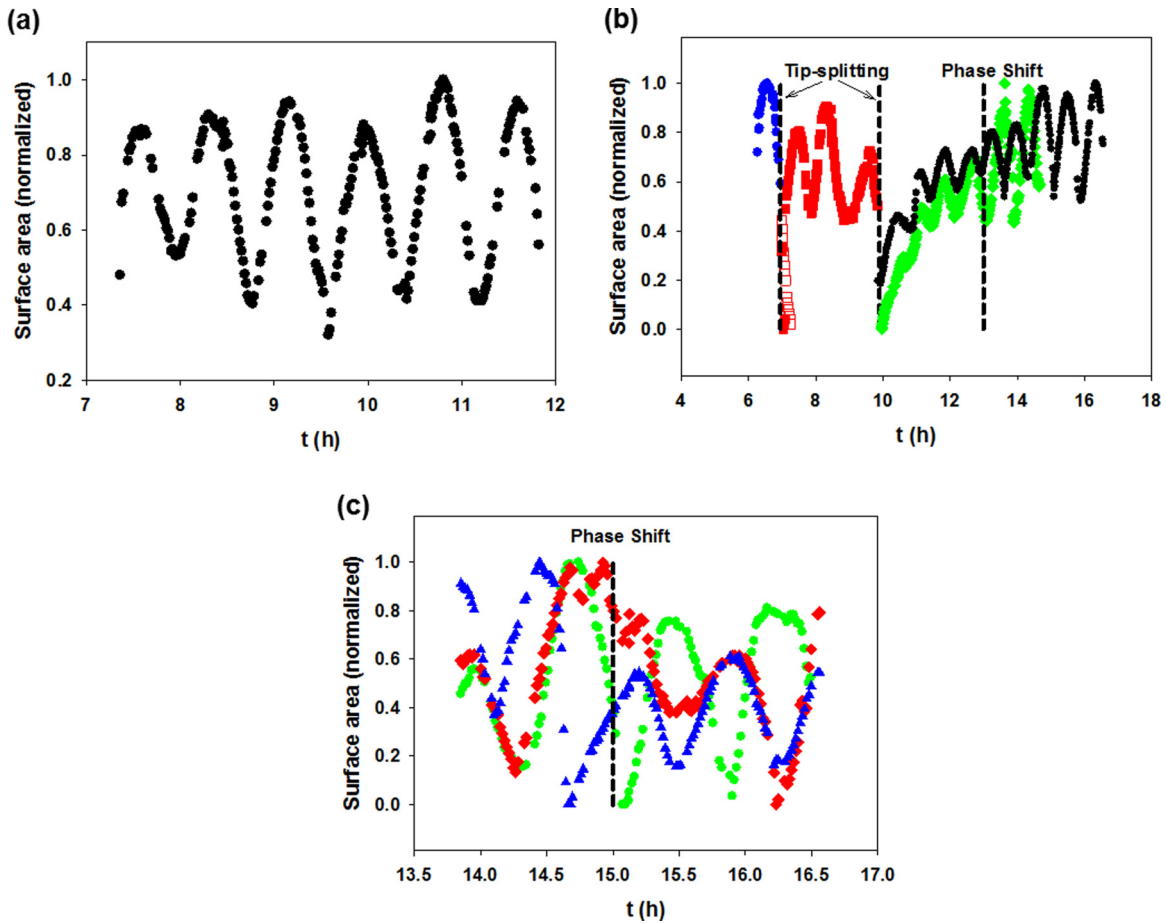 (a)
Surface area (normalized)
1.0
0.8
0.6
0.4
0.2
7 8 9 10 11 12
t (h)
(b)
Tip-splitting Phase Shift
Surface area (normalized)
1.0
0.8
0.6
0.4
0.2
0.0
4 6 8 10 12 14 16 18
t (h)
(c)
Phase Shift
Surface area (normalized)
1.0
0.8
0.6
0.4
0.2
0.0
13.5 14.0 14.5 15.0 15.5 16.0 16.5 17.0
t (h)